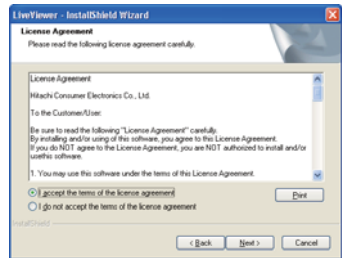 LiveViewer - InstallShield Wizard
License Agreement
Please read the following license agreement carefully.
License Agreement
Hitachi Consumer Electronics Co., Ltd.
To the Customer/User:
Be sure to read the following "License Agreement" carefully.
By installing and/or using of this software, you agree to this License Agreement.
If you do NOT agree to the License Agreement, you are NOT authorized to install and/or
usethis software.
1. You may use this software under the terms of this License Agreement.
I accept the terms of the license agreement
Print
I do not accept the terms of the license agreement
InstallShield
< Back
Next >
Cancel